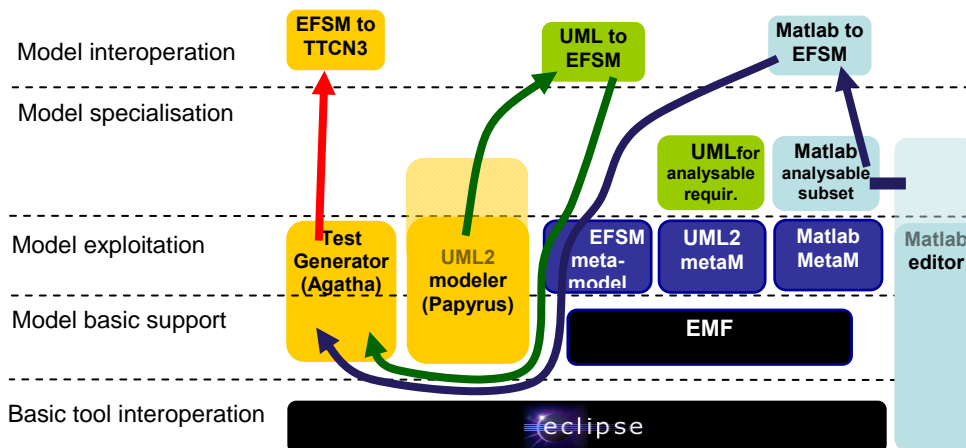 Model interoperation
EFSM to
TTCN3
UML to
EFSM
Matlab to
EFSM
Model specialisation
UML for
analysable
requir.
Matlab
analysable
subset
Model exploitation
Test
Generator
(Agatha)
UML2
modeler
(Papyrus)
EFSM
meta-
model
UML2
metaM
Matlab
MetaM
Matlab
editor
Model basic support
EMF
Basic tool interoperation
eclipse